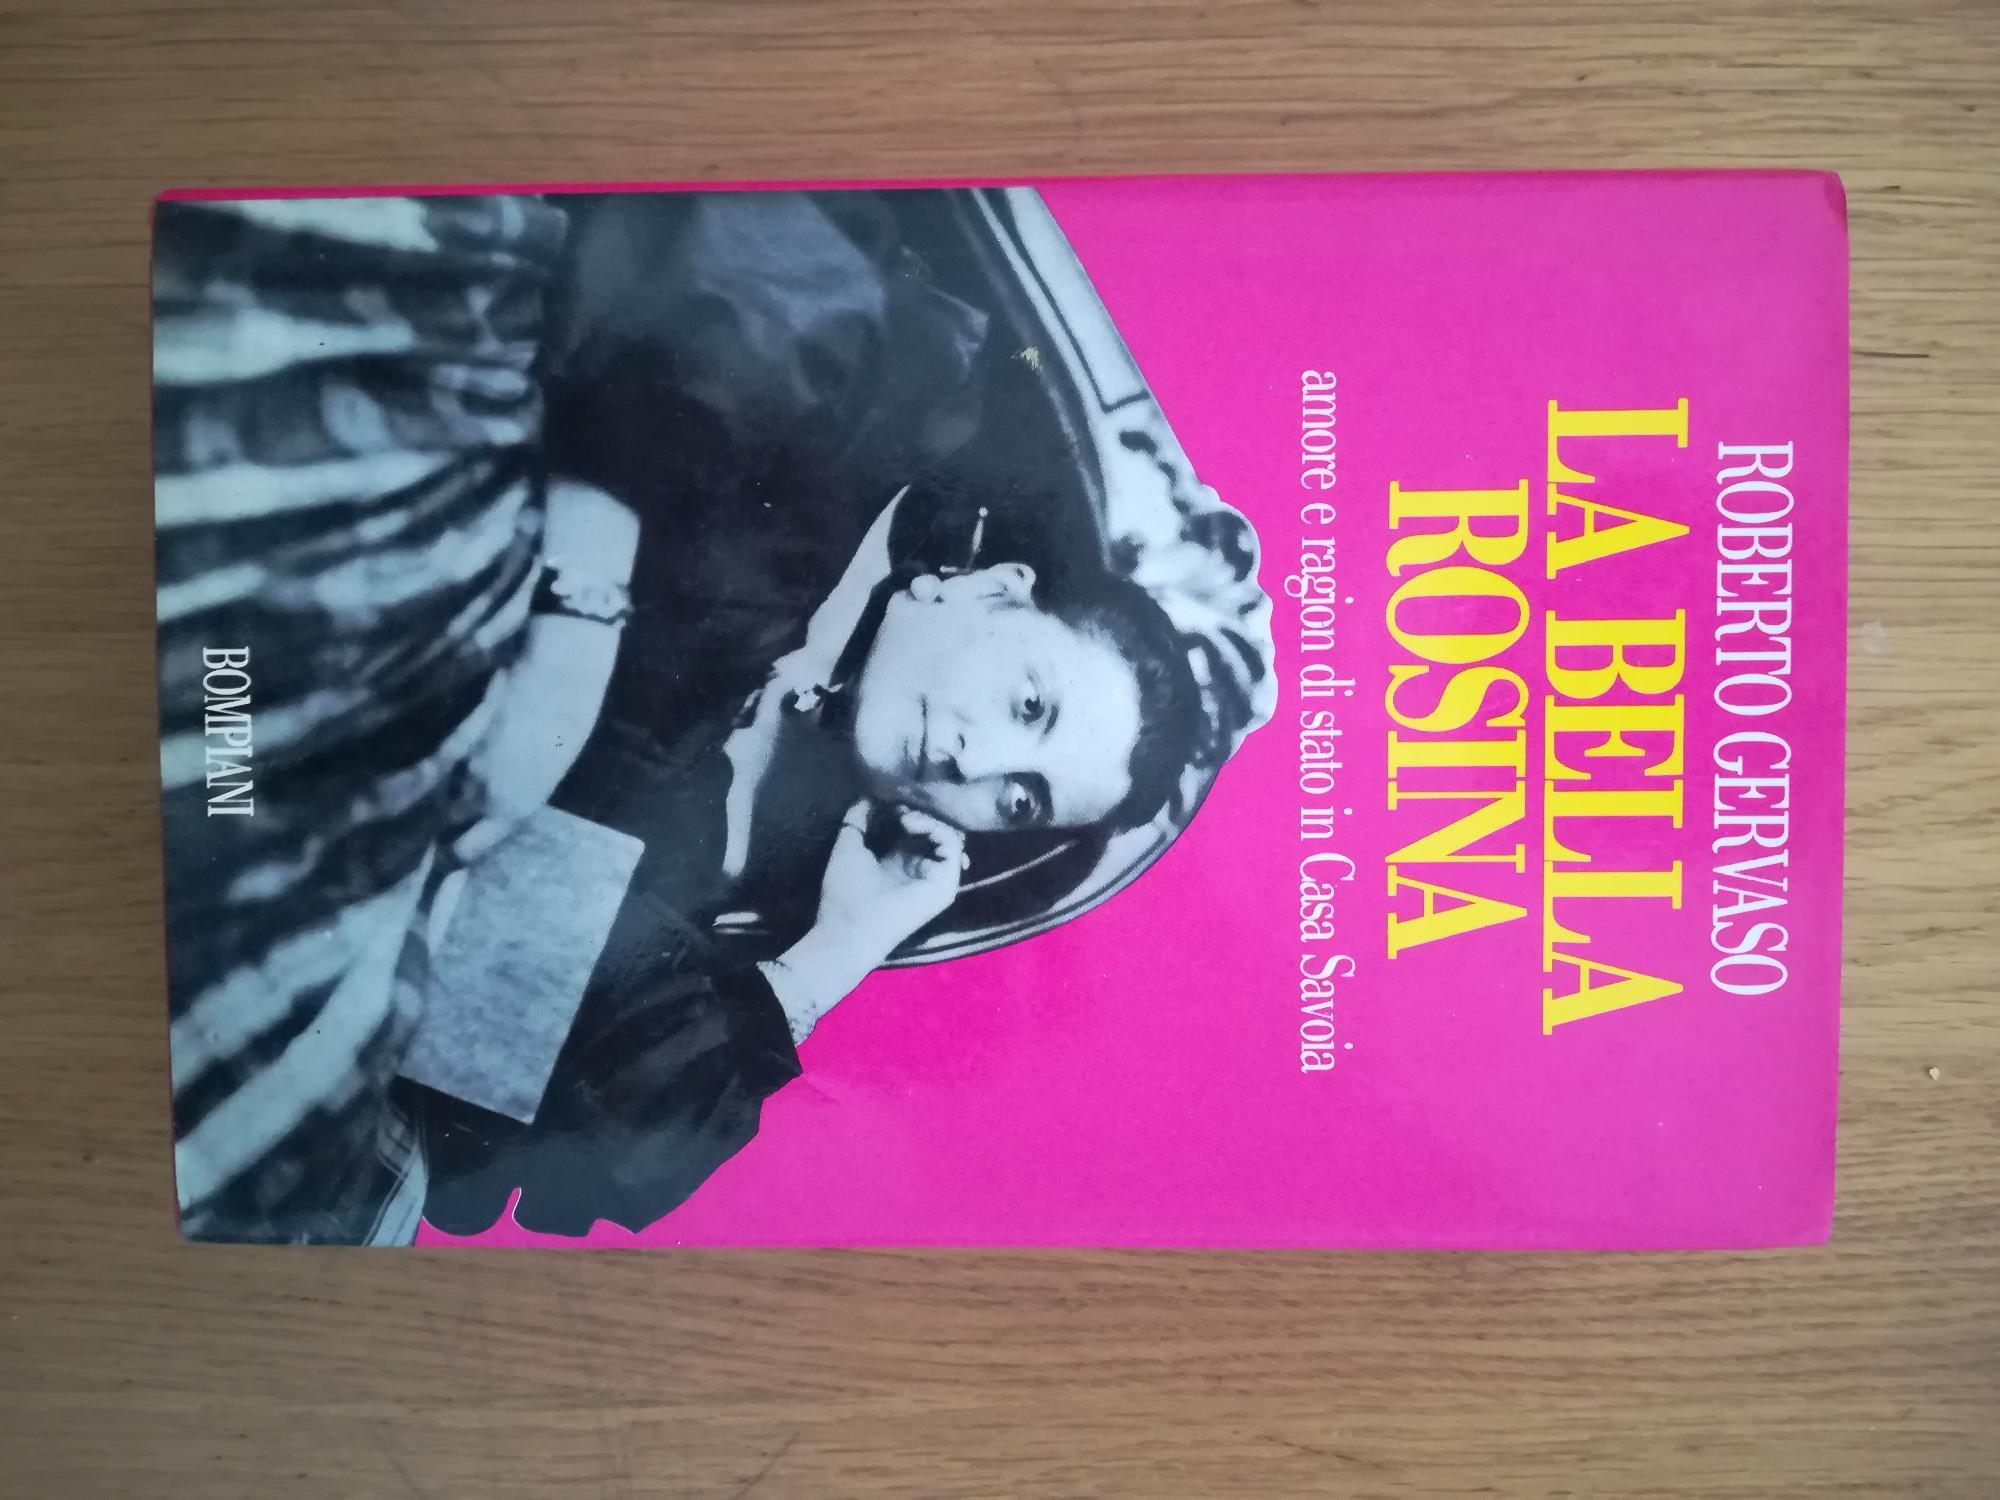 ROBERTO GERVASO
LA BELLA
ROSINA
amore e ragion di stato in Casa Savoia
BOMPIANI